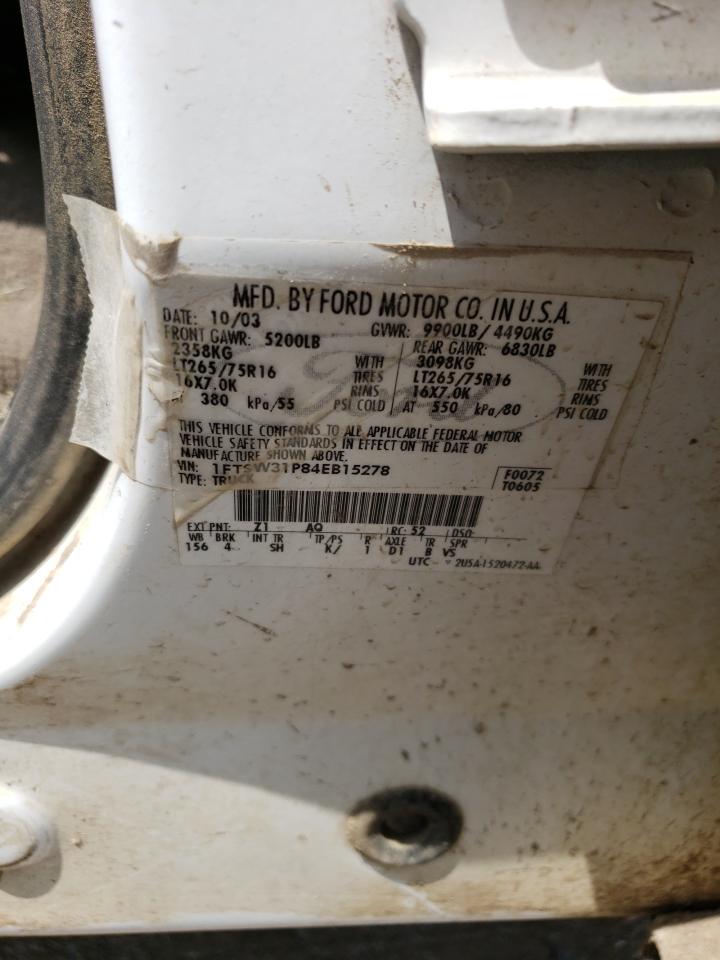 MFD. BY FORD MOTOR CO. IN U.S.A.
DATE: 10/03 GVWR: 9900LB/ 4490KG
FRONT GAWR: 5200LB REAR GAWR: 6830LB
2358KG WITH 3098KG WITH
LT265/75R16 TIRES LT265/75R16 TIRES
16X7.0K RIMS 16X7.0K RIMS
380 kPa/55 PSI COLD AT 550 kPa/80 PSI COLD
THIS VEHICLE CONFORMS TO ALL APPLICABLE FEDERAL MOTOR
VEHICLE SAFETY STANDARDS IN EFFECT ON THE DATE OF
MANUFACTURE SHOWN ABOVE.
VIN: 1FTSW31P84EB15278 F0072
TYPE: TRUCK T0605
EXT PNT: Z1 AQ RC: 52 DSO:
WB BRK INT TR TP/PS R AXLE TR SPR
156 4 SH K/ 1 D1 B VS
UTC 2U5A-1520472-AA
Ford